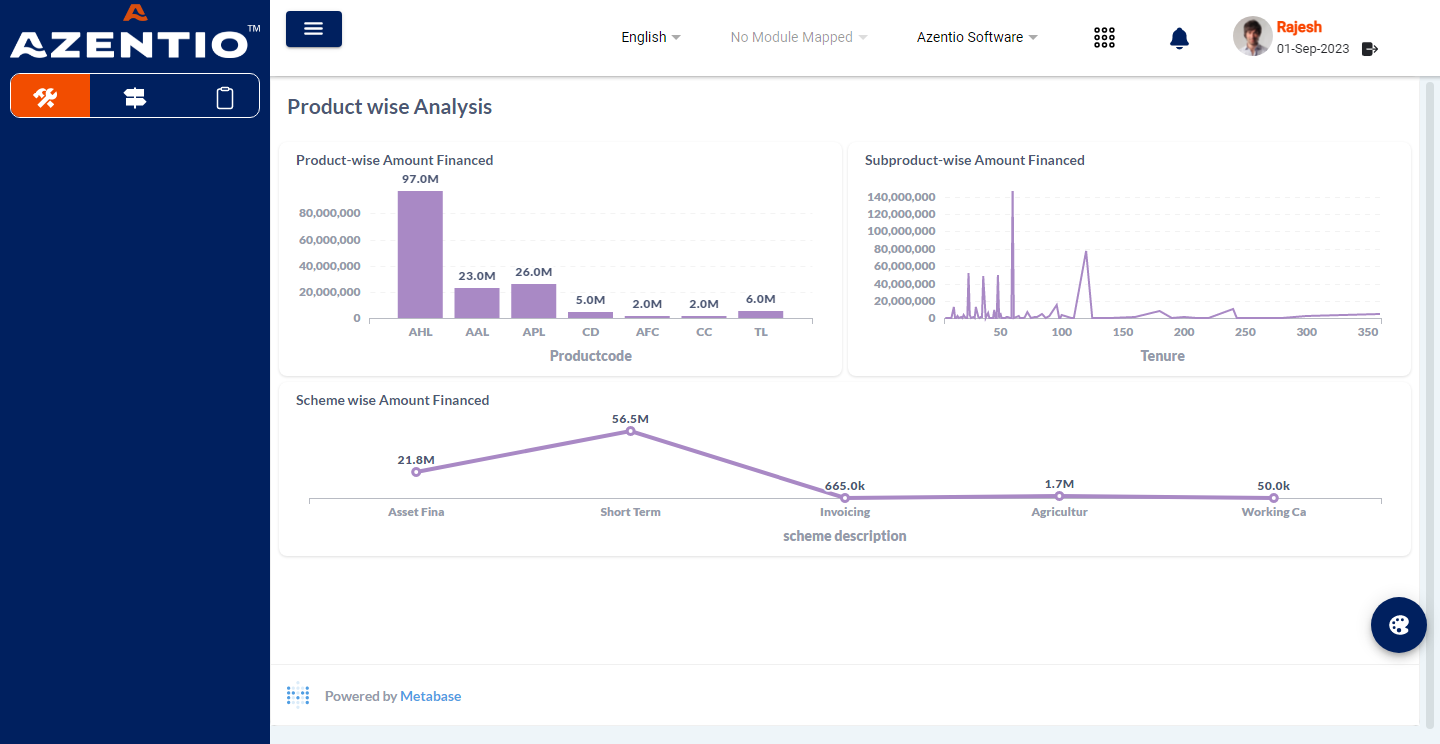 AZENTIO™
English
No Module Mapped
Azentio Software
Rajesh
01-Sep-2023
Product wise Analysis
Product-wise Amount Financed
97.0M
80,000,000
60,000,000
23.0M
26.0M
40,000,000
20,000,000
5.0M
2.0M
2.0M
6.0M
0
AHL
AAL
APL
CD
AFC
CC
TL
Productcode
Subproduct-wise Amount Financed
140,000,000
120,000,000
100,000,000
80,000,000
60,000,000
40,000,000
20,000,000
0
50
100
150
200
250
300
350
Tenure
Scheme wise Amount Financed
56.5M
21.8M
665.0k
1.7M
50.0k
Asset Fina
Short Term
Invoicing
Agricultur
Working Ca
scheme description
Powered by Metabase